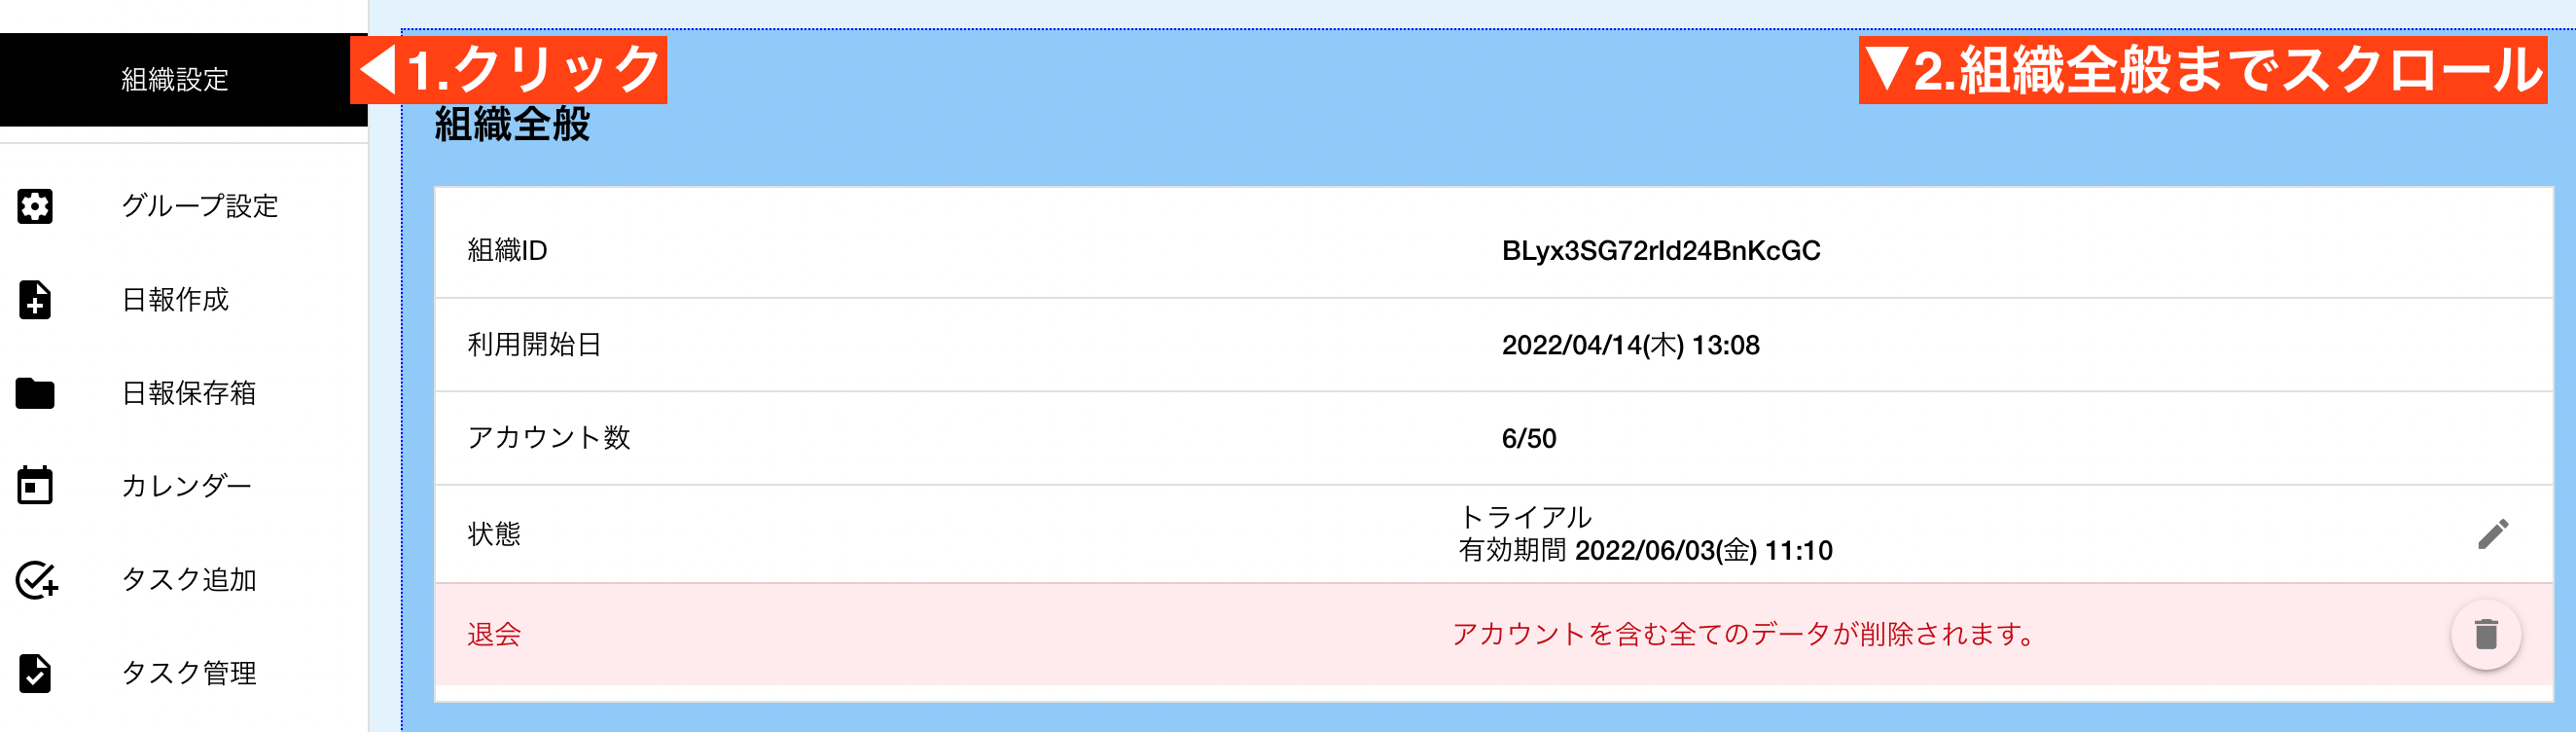 組織設定
◀1.クリック
▼2.組織全般までスクロール
組織全般
グループ設定
日報作成
日報保存箱
カレンダー
タスク追加
タスク管理
組織ID
BLyx3SG72rId24BnKcGC
利用開始日
2022/04/14(木) 13:08
アカウント数
6/50
状態
トライアル
有効期間 2022/06/03(金) 11:10
退会
アカウントを含む全てのデータが削除されます。